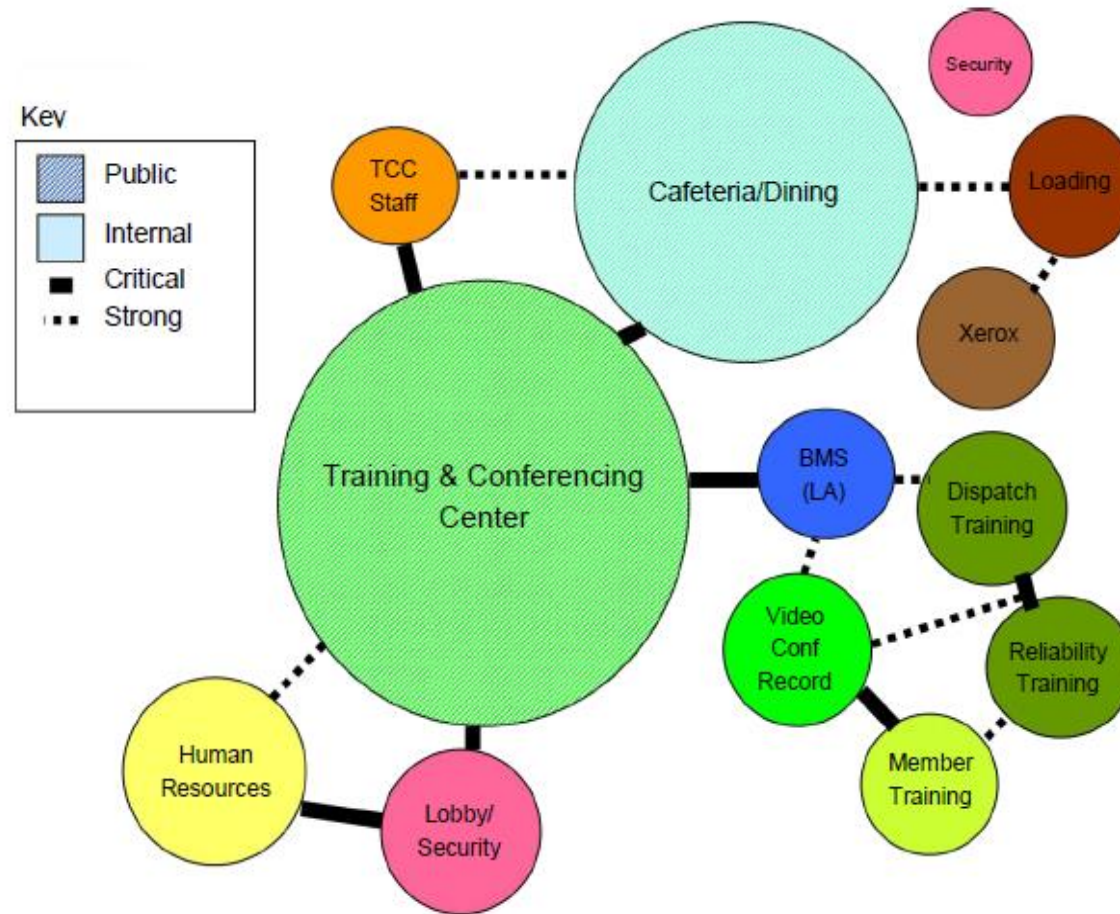 Key
Public
Internal
Critical
Strong
Security
TCC
Staff
Cafeteria/Dining
Loading
Xerox
Training & Conferencing
Center
BMS
(LA)
Dispatch
Training
Video
Conf
Record
Reliability
Training
Member
Training
Human
Resources
Lobby/
Security